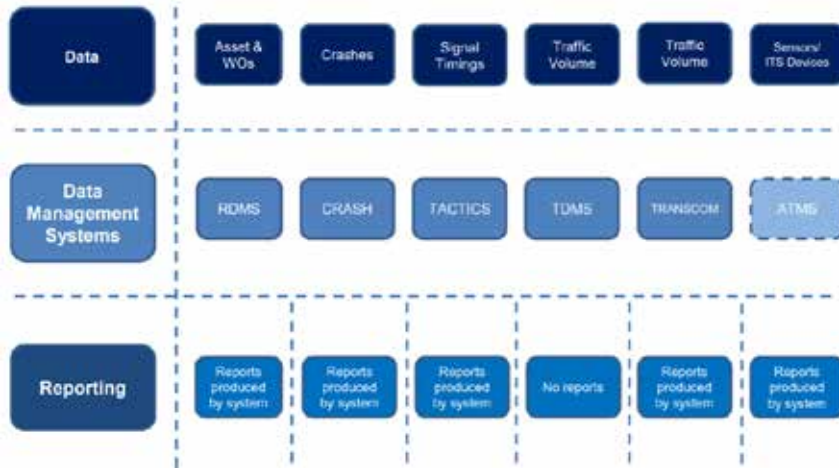 Data
Asset &
WOs
Crashes
Signal
Timings
Traffic
Volume
Traffic
Volume
Sensors/
ITS Devices
Data
Management
Systems
RDMS
CRASH
TACTICS
TDMS
TRANSCOM
ATMS
Reporting
Reports
produced
by system
Reports
produced
by system
Reports
produced
by system
No reports
Reports
produced
by system
Reports
produced
by system